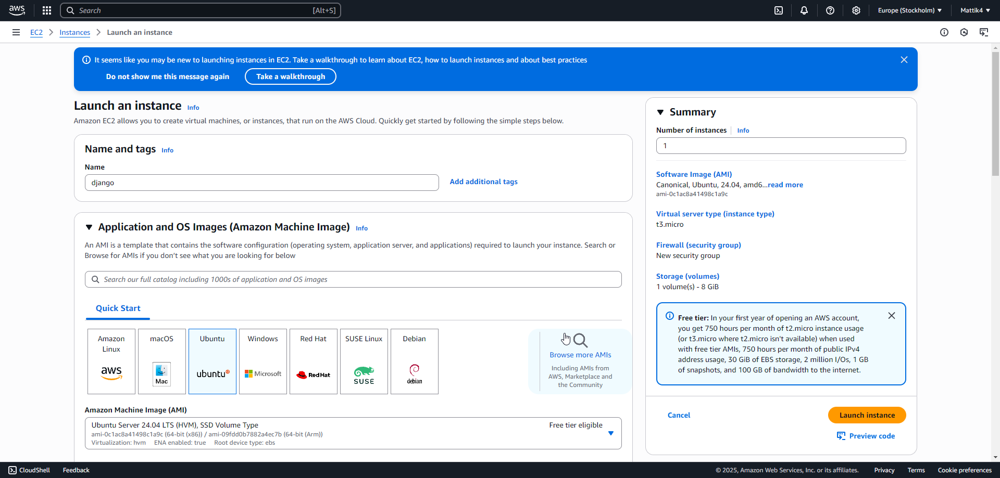 aws
Search [Alt+S]
Europe (Stockholm)
Mattik4
EC2
Instances
Launch an instance
It seems like you may be new to launching instances in EC2. Take a walkthrough to learn about EC2, how to launch instances and about best practices
Do not show me this message again
Take a walkthrough
Launch an instance Info
Amazon EC2 allows you to create virtual machines, or instances, that run on the AWS Cloud. Quickly get started by following the simple steps below.
Name and tags Info
Name
django
Add additional tags
Application and OS Images (Amazon Machine Image) Info
An AMI is a template that contains the software configuration (operating system, application server, and applications) required to launch your instance. Search or
Browse for AMIs if you don’t see what you are looking for below
Search our full catalog including 1000s of application and OS images
Quick Start
Amazon
Linux
aws
macOS
Mac
Ubuntu
ubuntu
Windows
Microsoft
Red Hat
Red Hat
SUSE Linux
SUSE
Debian
debian
Browse more AMIs
Including AMIs from
AWS, Marketplace and
the Community
Amazon Machine Image (AMI)
Ubuntu Server 24.04 LTS (HVM), SSD Volume Type
Free tier eligible
ami-0c1ac8a41498c1a9c (64-bit (x86)) / ami-09fdd0b7882a4ec7b (64-bit (Arm))
Virtualization: hvm ENA enabled: true Root device type: ebs
Summary
Number of instances Info
1
Software Image (AMI)
Canonical, Ubuntu, 24.04, amd6...read more
ami-0c1ac8a41498c1a9c
Virtual server type (instance type)
t3.micro
Firewall (security group)
New security group
Storage (volumes)
1 volume(s) - 8 GiB
Free tier: In your first year of opening an AWS account,
you get 750 hours per month of t2.micro instance usage
(or t3.micro where t2.micro isn't available) when used
with free tier AMIs, 750 hours per month of public IPv4
address usage, 30 GiB of EBS storage, 2 million I/Os, 1 GB
of snapshots, and 100 GB of bandwidth to the internet.
Cancel
Launch instance
Preview code
CloudShell
Feedback
© 2025, Amazon Web Services, Inc. or its affiliates.
Privacy
Terms
Cookie preferences